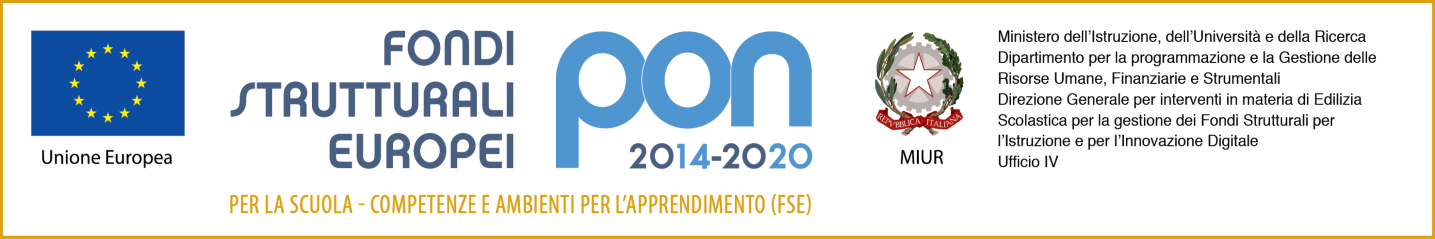 Unione Europea
FONDI
STRUTTURALI
EUROPEI
pon
2014-2020
PER LA SCUOLA - COMPETENZE E AMBIENTI PER L'APPRENDIMENTO (FSE)
REPVBBLICA ITALIANA
MIUR
Ministero dell'Istruzione, dell'Università e della Ricerca
Dipartimento per la programmazione e la Gestione delle
Risorse Umane, Finanziarie e Strumentali
Direzione Generale per interventi in materia di Edilizia
Scolastica per la gestione dei Fondi Strutturali per
l'Istruzione e per l'Innovazione Digitale
Ufficio IV